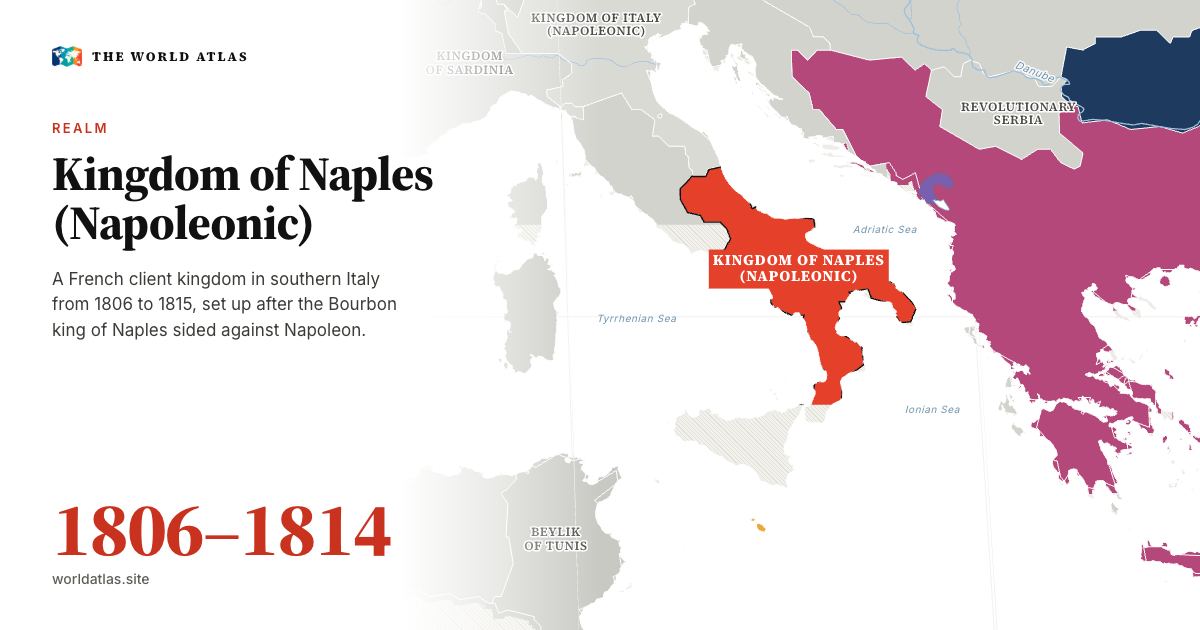 THE WORLD ATLAS
REALM
Kingdom of Naples
(Napoleonic)
A French client kingdom in southern Italy
from 1806 to 1815, set up after the Bourbon
king of Naples sided against Napoleon.
1806–1814
worldatlas.site
KINGDOM OF ITALY
(NAPOLEONIC)
KINGDOM
OF SARDINIA
Danube
REVOLUTIONARY
SERBIA
Adriatic Sea
KINGDOM OF NAPLES
(NAPOLEONIC)
Tyrrhenian Sea
Ionian Sea
BEYLIK
OF TUNIS